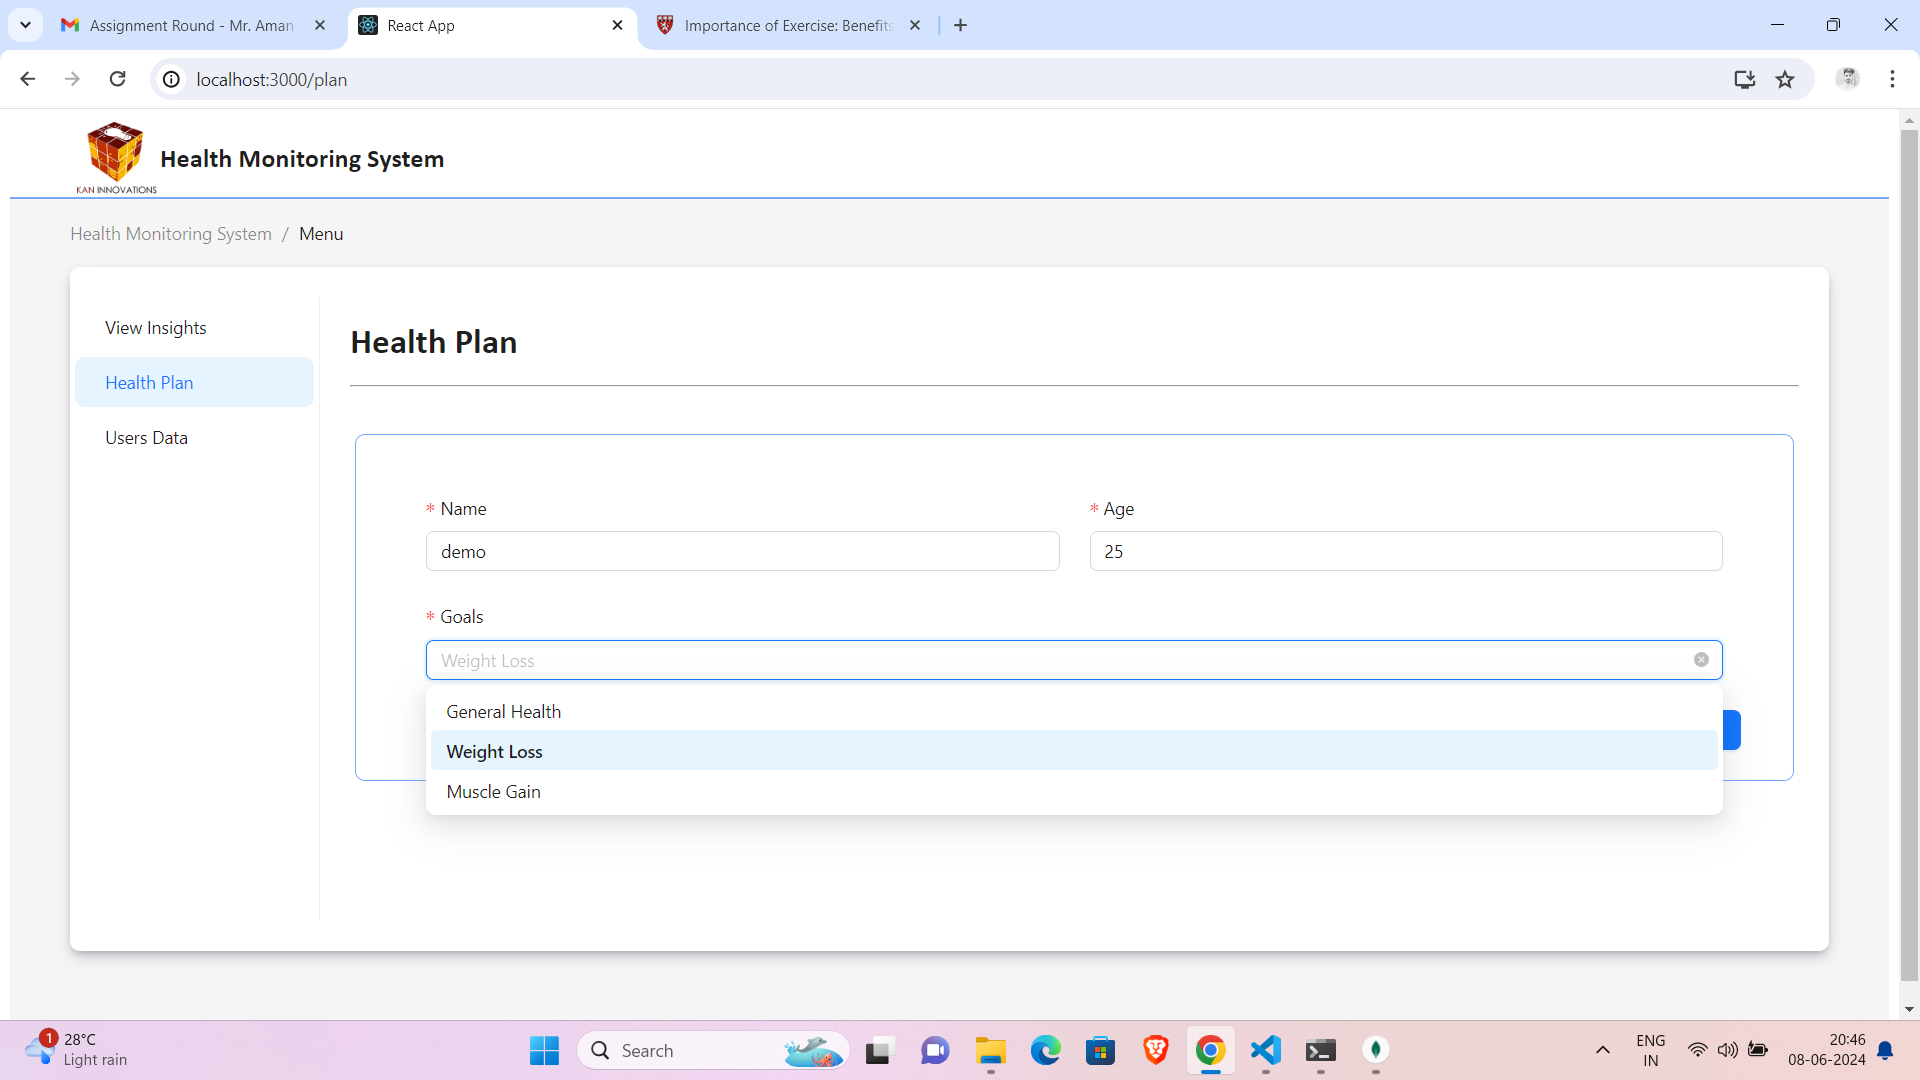 Assignment Round - Mr. Aman
React App
Importance of Exercise: Benefits
localhost:3000/plan
KAN INNOVATIONS
Health Monitoring System
Health Monitoring System / Menu
View Insights
Health Plan
Users Data
Health Plan
* Name
* Age
demo
25
* Goals
Weight Loss
General Health
Weight Loss
Muscle Gain
1
28°C
Light rain
Search
ENG
IN
20:46
08-06-2024